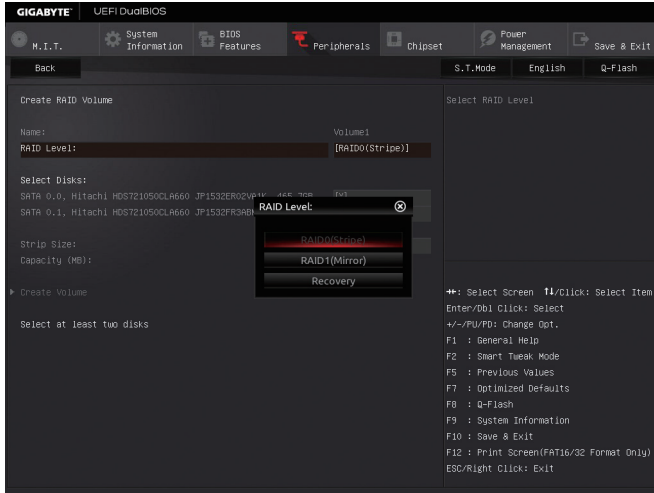 GIGABYTE™ UEFI DualBIOS
M.I.T.
System Information
BIOS Features
Peripherals
Chipset
Power Management
Save & Exit
Back
S.T.Mode English Q-Flash
Create RAID Volume
Name: Volume1
RAID Level: [RAID0(Stripe)]
Select Disks:
SATA 0.0, Hitachi HDS721050CLA660 [X]
SATA 0.1, Hitachi HDS721050CLA660
Strip Size:
Capacity (MB):
Create Volume
Select at least two disks
RAID Level:
RAID0(Stripe)
RAID1(Mirror)
Recovery
Select RAID Level
→←: Select Screen ↑↓/Click: Select Item
Enter/Dbl Click: Select
+/-/PU/PD: Change Opt.
F1 : General Help
F2 : Smart Tweak Mode
F5 : Previous Values
F7 : Optimized Defaults
F8 : Q-Flash
F9 : System Information
F10 : Save & Exit
F12 : Print Screen(FAT16/32 Format Only)
ESC/Right Click: Exit